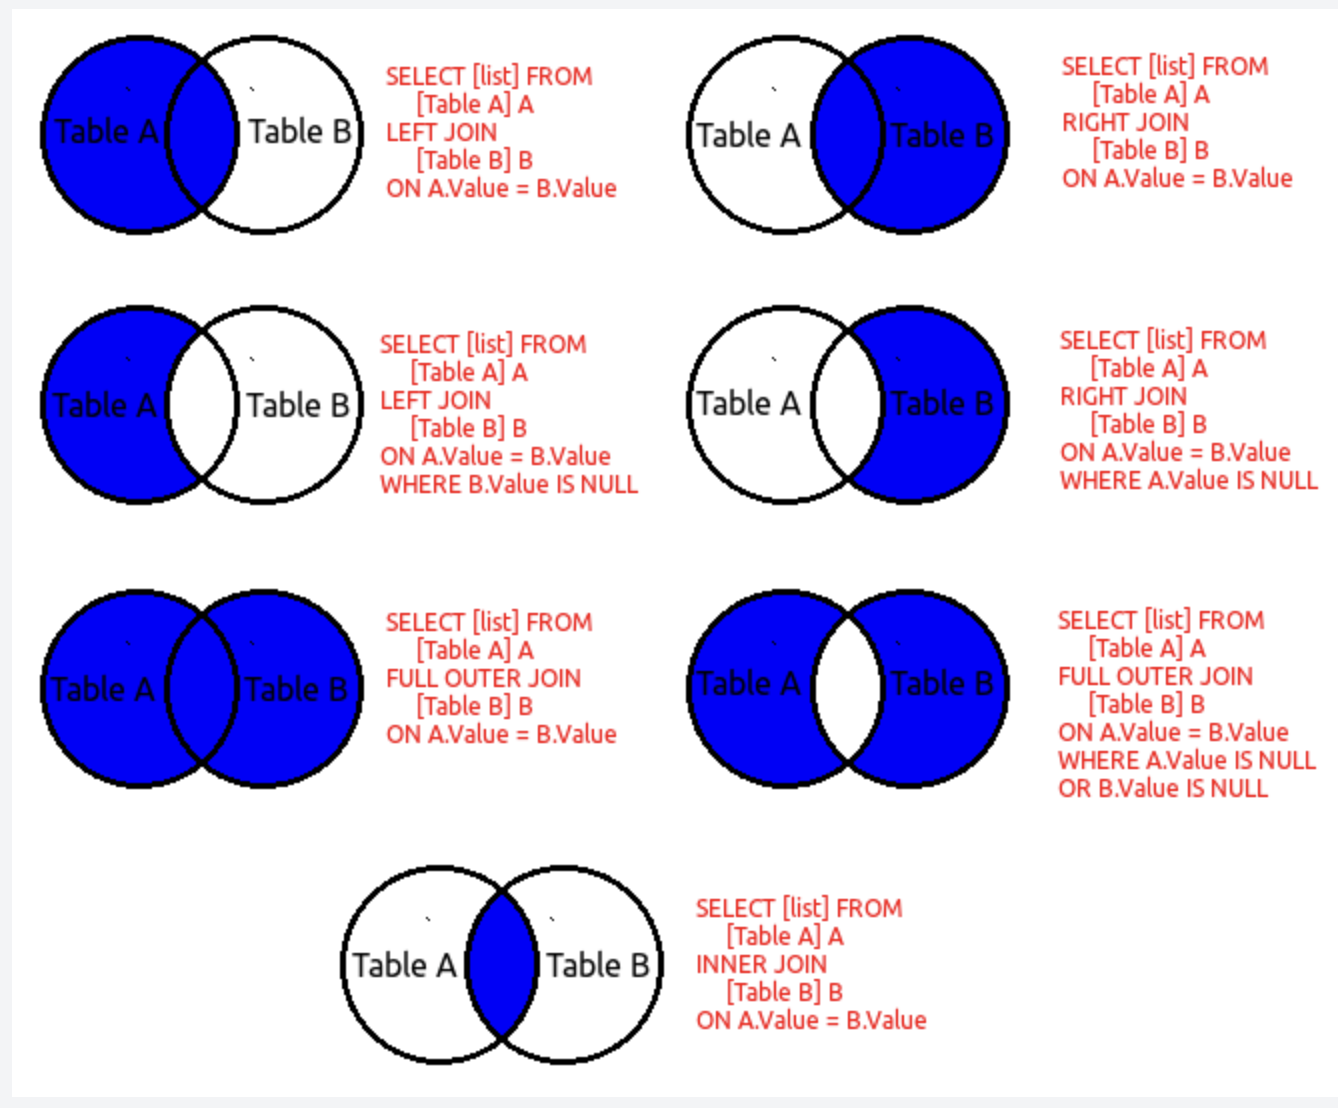 Table A Table B
SELECT [list] FROM
[Table A] A
LEFT JOIN
[Table B] B
ON A.Value = B.Value
Table A Table B
SELECT [list] FROM
[Table A] A
RIGHT JOIN
[Table B] B
ON A.Value = B.Value
Table A Table B
SELECT [list] FROM
[Table A] A
LEFT JOIN
[Table B] B
ON A.Value = B.Value
WHERE B.Value IS NULL
Table A Table B
SELECT [list] FROM
[Table A] A
RIGHT JOIN
[Table B] B
ON A.Value = B.Value
WHERE A.Value IS NULL
Table A Table B
SELECT [list] FROM
[Table A] A
FULL OUTER JOIN
[Table B] B
ON A.Value = B.Value
Table A Table B
SELECT [list] FROM
[Table A] A
FULL OUTER JOIN
[Table B] B
ON A.Value = B.Value
WHERE A.Value IS NULL
OR B.Value IS NULL
Table A Table B
SELECT [list] FROM
[Table A] A
INNER JOIN
[Table B] B
ON A.Value = B.Value